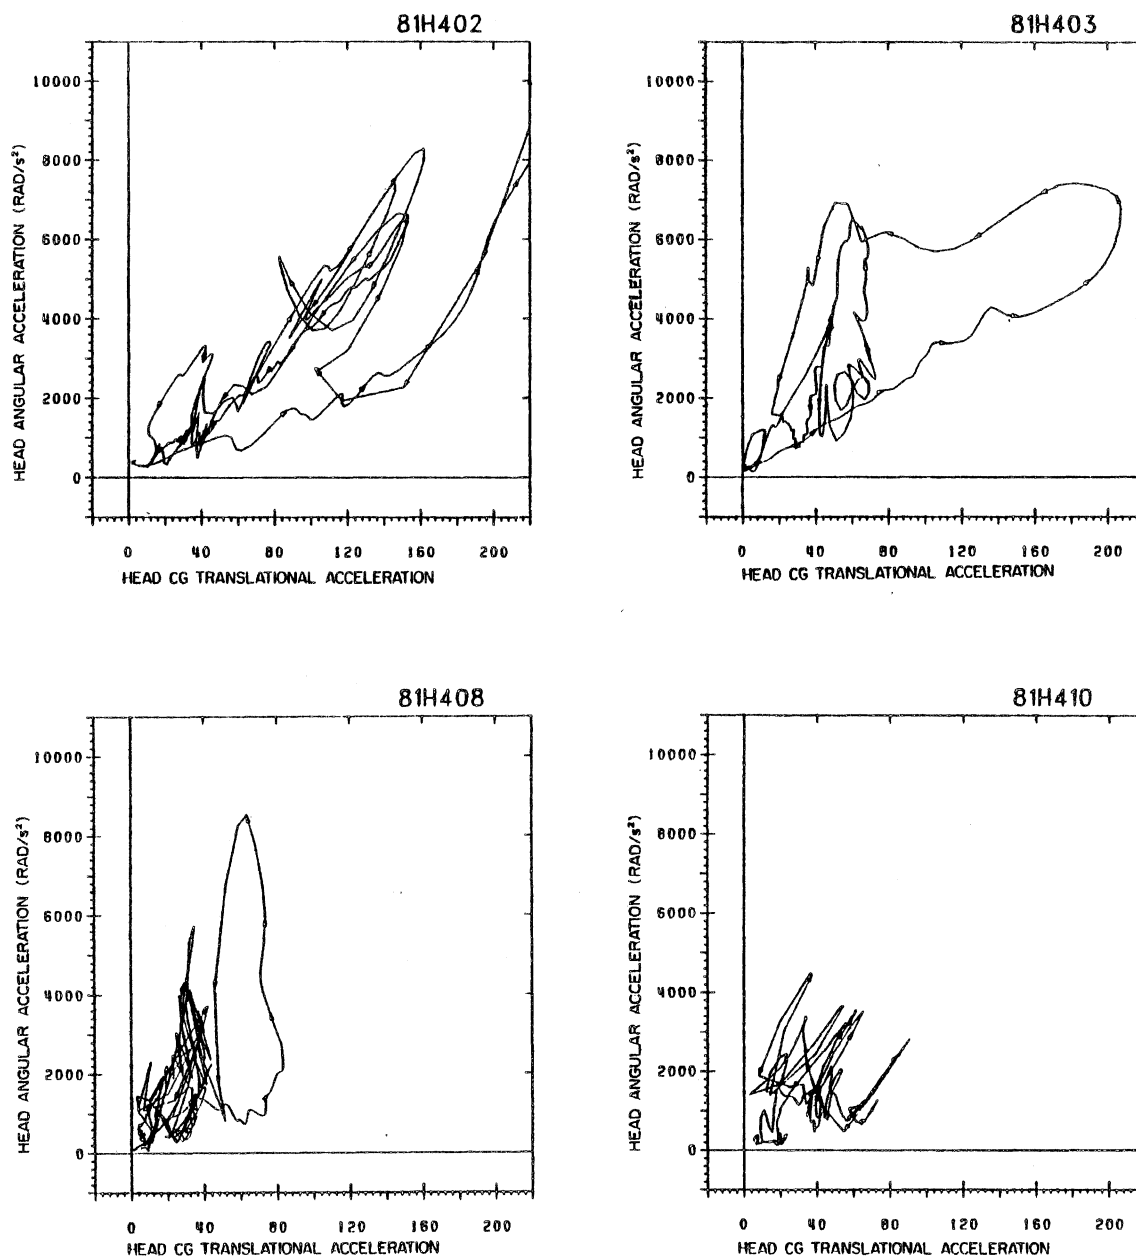 81H402
81H403
HEAD ANGULAR ACCELERATION (RAD/s²)
10000
8000
6000
4000
2000
0
0 40 80 120 160 200
HEAD CG TRANSLATIONAL ACCELERATION
HEAD ANGULAR ACCELERATION (RAD/s²)
10000
8000
6000
4000
2000
0
0 40 80 120 160 200
HEAD CG TRANSLATIONAL ACCELERATION
81H408
81H410
HEAD ANGULAR ACCELERATION (RAD/s²)
10000
8000
6000
4000
2000
0
0 40 80 120 160 200
HEAD CG TRANSLATIONAL ACCELERATION
HEAD ANGULAR ACCELERATION (RAD/s²)
10000
8000
6000
4000
2000
0
0 40 80 120 160 200
HEAD CG TRANSLATIONAL ACCELERATION